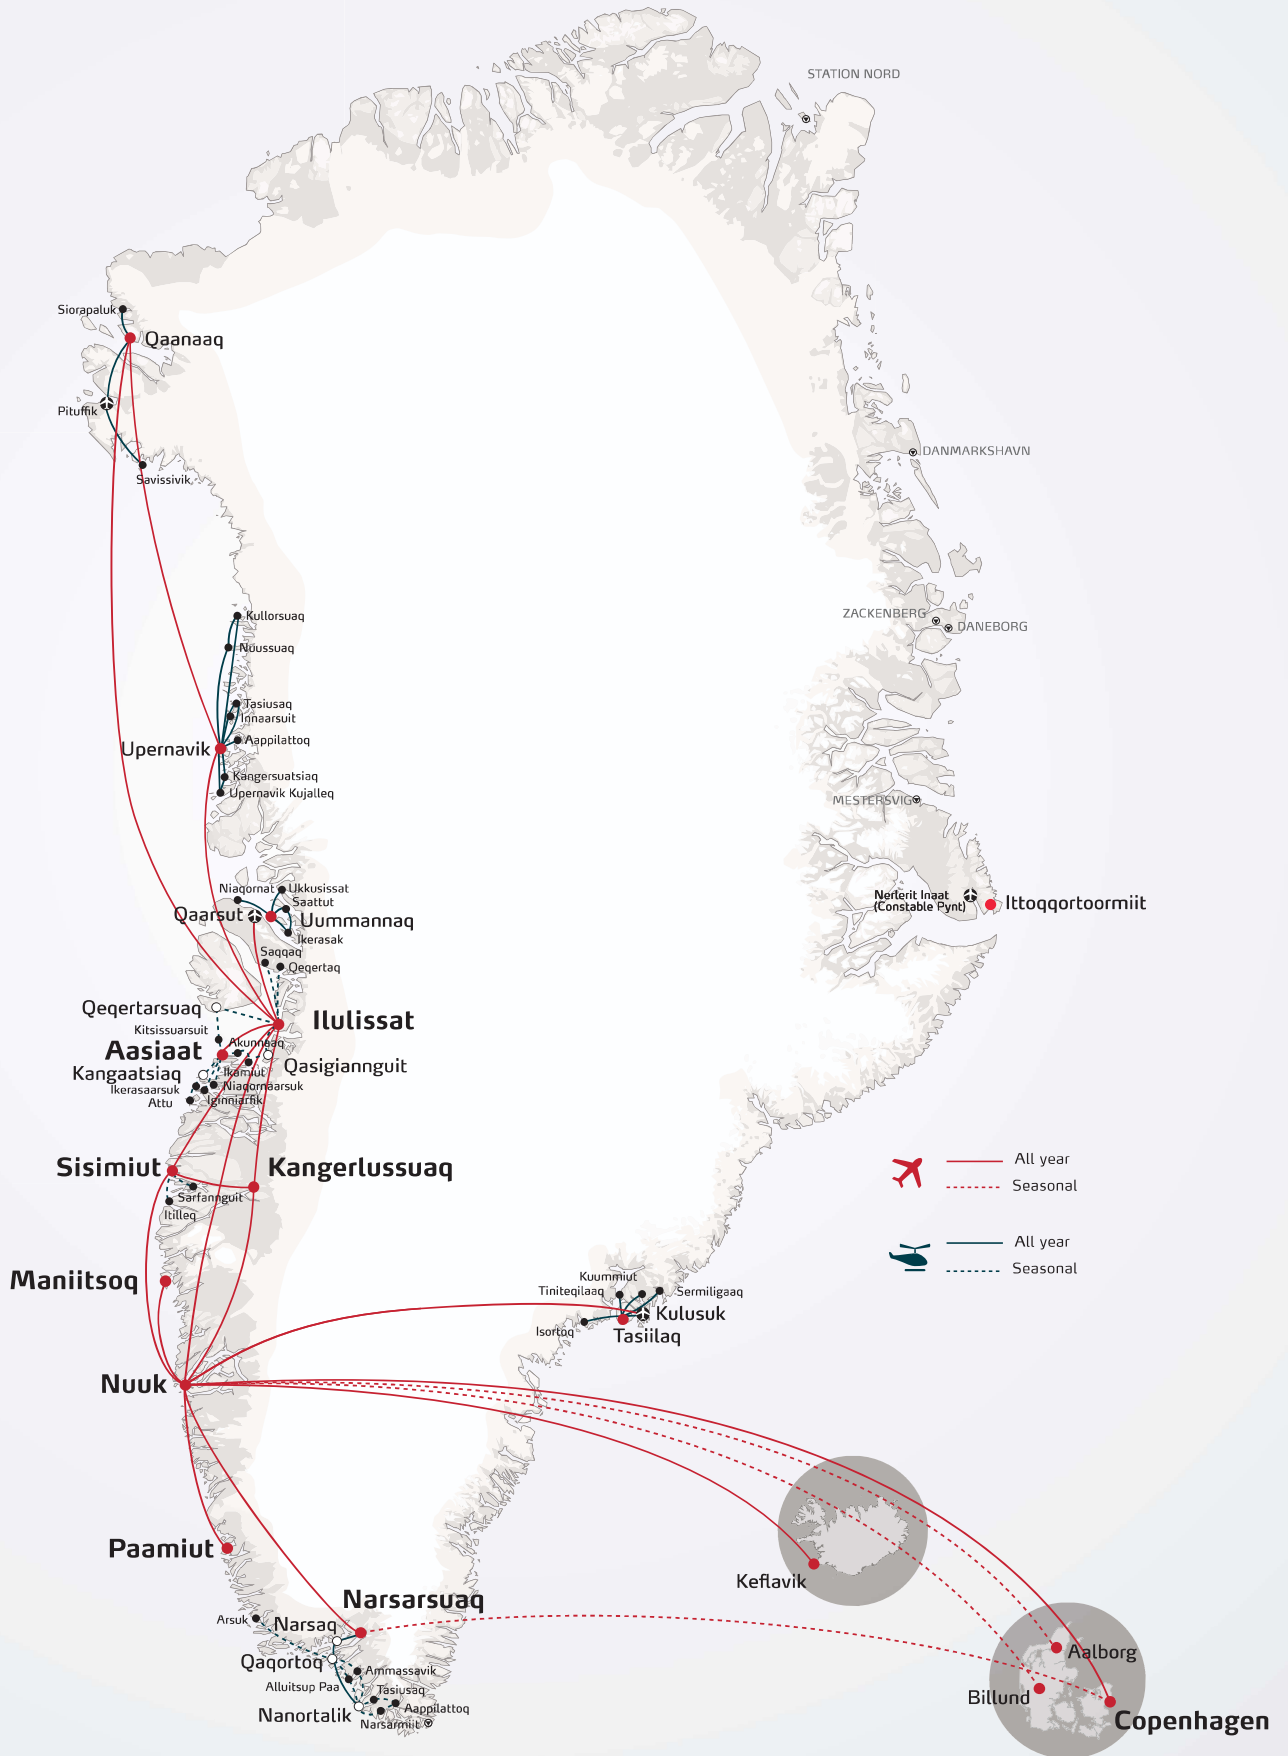 STATION NORD
Siorapaluk
Qaanaaq
Pituffik
Savissivik
DANMARKSHAVN
Kullorsuaq
Nuussuaq
ZACKENBERG
DANEBORG
Tasiusaq
Innaarsuit
Aappilattoq
Upernavik
Kangersuatsiaq
Upernavik Kujalleq
MESTERSVIG
Niaqornat
Ukkusissat
Saattut
Qaarsut
Uummannaq
Ikerasak
Nerlerit Inaat
(Constable Pynt)
Ittoqqortoormiit
Saqqaq
Qeqertaq
Qeqertarsuaq
Ilulissat
Kitsissuarsuit
Akunnaaq
Aasiaat
Qasigiannguit
Kangaatsiaq
Ikamiut
Niaqornaarsuk
Ikerasaarsuk
Iginniarfik
Attu
Sisimiut
Kangerlussuaq
Sarfannguit
Itilleq
All year
Seasonal
All year
Seasonal
Maniitsoq
Kuummiut
Tiniteqilaaq
Sermiligaaq
Kulusuk
Isortoq
Tasiilaq
Nuuk
Paamiut
Keflavik
Narsarsuaq
Arsuk
Narsaq
Qaqortoq
Ammassavik
Alluitsup Paa
Tasiusaq
Aappilattoq
Nanortalik
Narsarmiit
Aalborg
Billund
Copenhagen